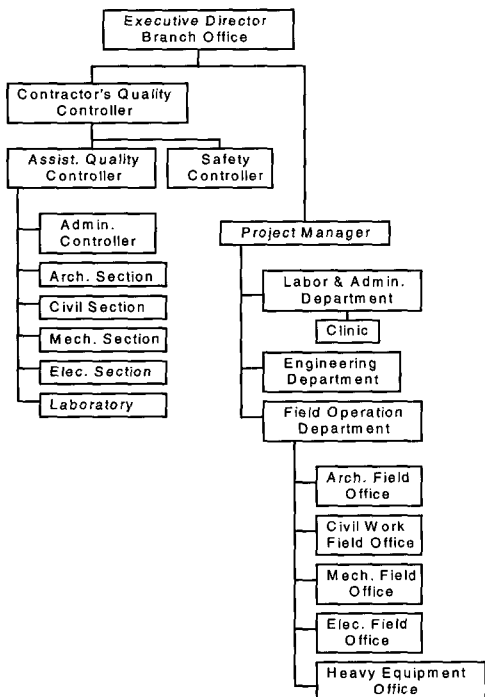 Executive Director
Branch Office
Contractor's Quality
Controller
Assist. Quality
Controller
Safety
Controller
Admin.
Controller
Arch. Section
Civil Section
Mech. Section
Elec. Section
Laboratory
Project Manager
Labor & Admin.
Department
Clinic
Engineering
Department
Field Operation
Department
Arch. Field
Office
Civil Work
Field Office
Mech. Field
Office
Elec. Field
Office
Heavy Equipment
Office